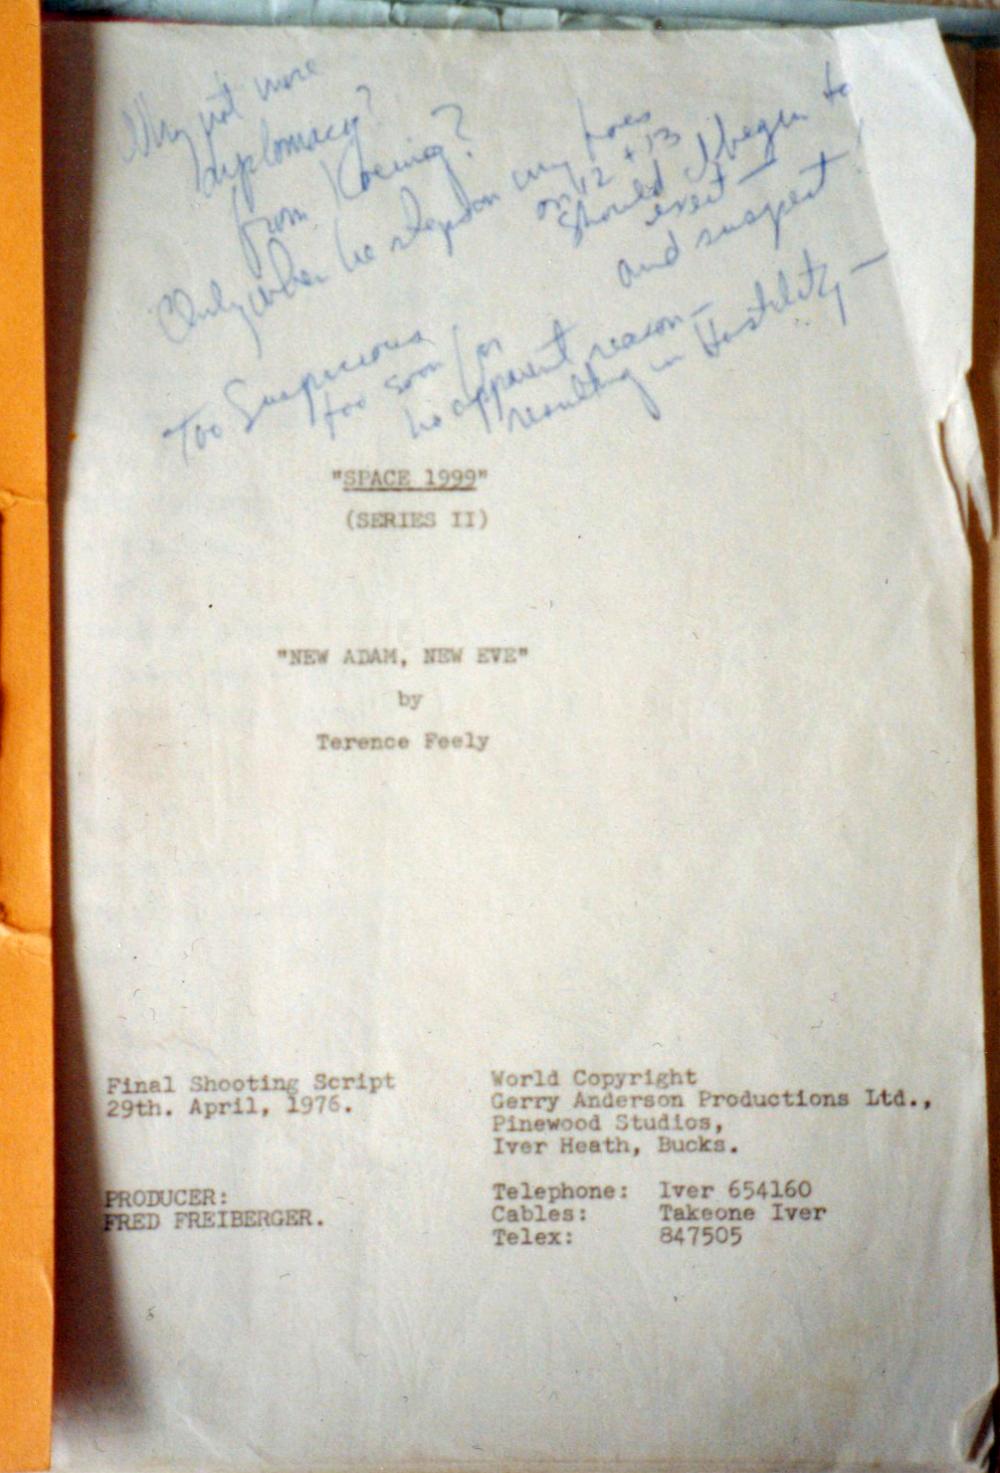 Why not more
diplomacy?
from Koenig?
Only when he steps on my toes
on 12 + 13
should I begin to
and suspect
Too Suspicious
too soon for
no apparent reason —
resulting in Hostility —
"SPACE 1999"
(SERIES II)
"NEW ADAM, NEW EVE"
by
Terence Feely
Final Shooting Script
29th. April, 1976.
PRODUCER:
FRED FREIBERGER.
World Copyright
Gerry Anderson Productions Ltd.,
Pinewood Studios,
Iver Heath, Bucks.
Telephone: Iver 654160
Cables: Takeone Iver
Telex: 847505